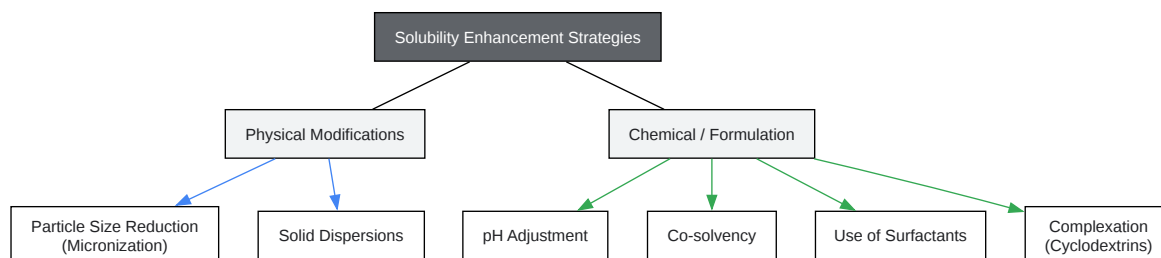 Solubility Enhancement Strategies
Physical Modifications
Chemical / Formulation
Particle Size Reduction
(Micronization)
Solid Dispersions
pH Adjustment
Co-solvency
Use of Surfactants
Complexation
(Cyclodextrins)